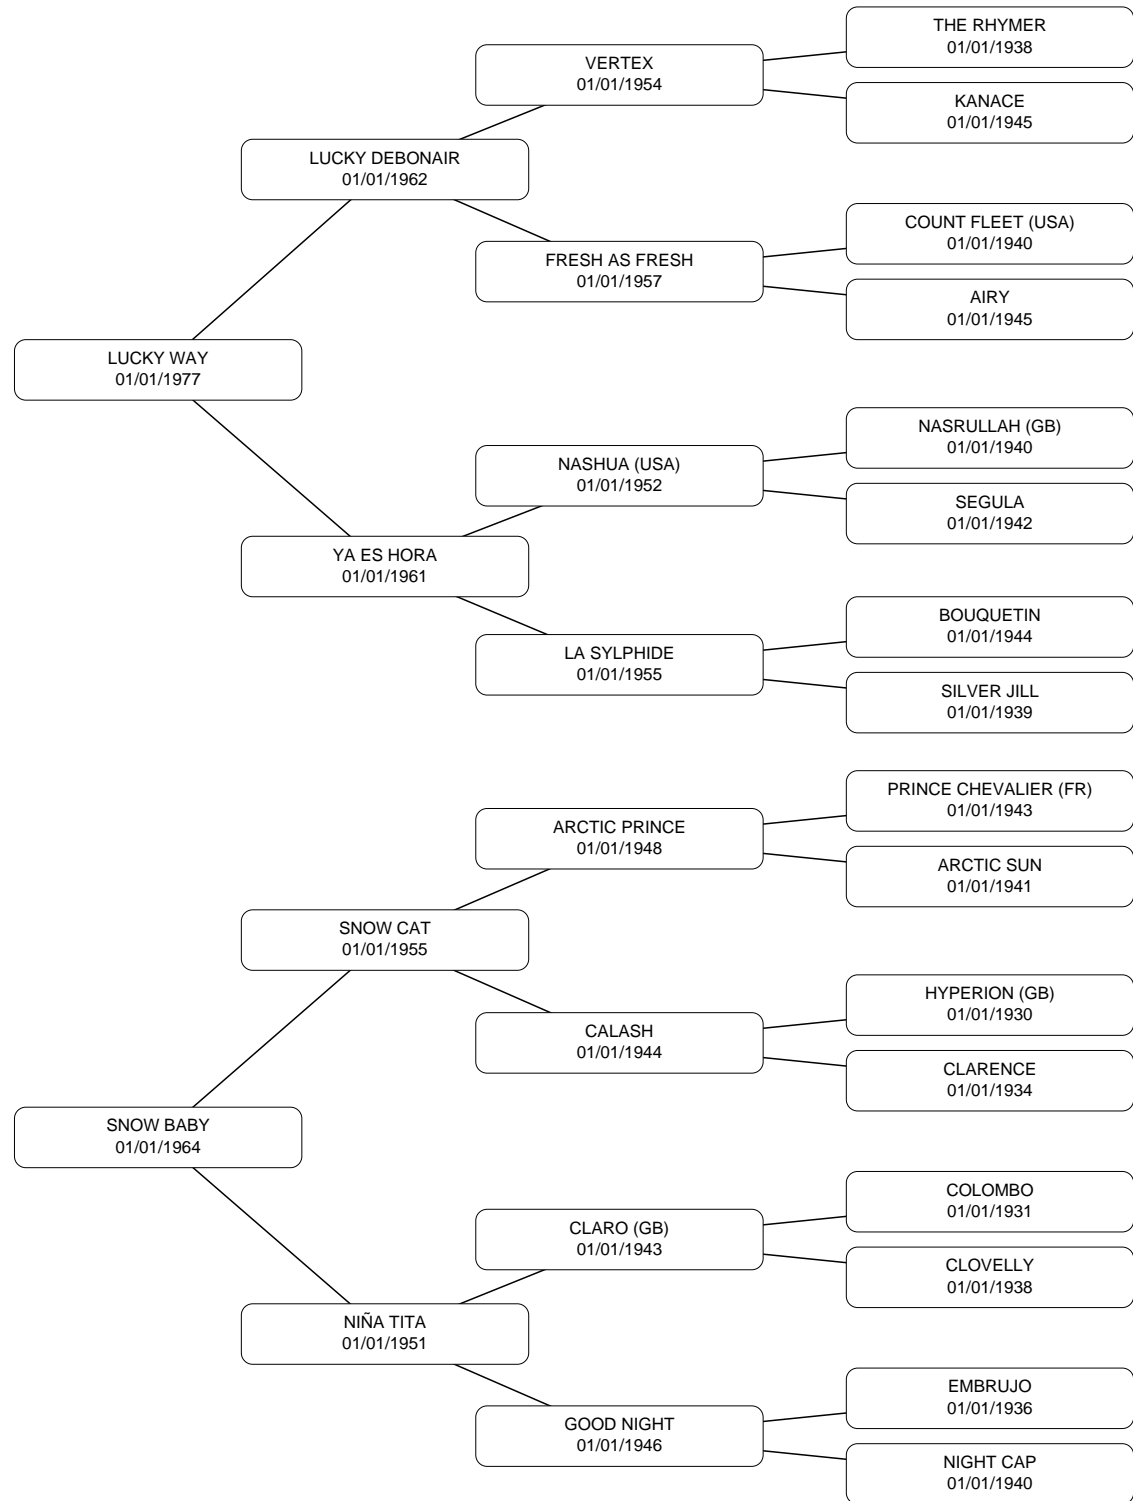 THE RHYMER
01/01/1938
VERTEX
01/01/1954
KANACE
01/01/1945
LUCKY DEBONAIR
01/01/1962
COUNT FLEET (USA)
01/01/1940
FRESH AS FRESH
01/01/1957
AIRY
01/01/1945
LUCKY WAY
01/01/1977
NASRULLAH (GB)
01/01/1940
NASHUA (USA)
01/01/1952
SEGULA
01/01/1942
YA ES HORA
01/01/1961
BOUQUETIN
01/01/1944
LA SYLPHIDE
01/01/1955
SILVER JILL
01/01/1939
PRINCE CHEVALIER (FR)
01/01/1943
ARCTIC PRINCE
01/01/1948
ARCTIC SUN
01/01/1941
SNOW CAT
01/01/1955
HYPERION (GB)
01/01/1930
CALASH
01/01/1944
CLARENCE
01/01/1934
SNOW BABY
01/01/1964
COLOMBO
01/01/1931
CLARO (GB)
01/01/1943
CLOVELLY
01/01/1938
NIÑA TITA
01/01/1951
EMBRUJO
01/01/1936
GOOD NIGHT
01/01/1946
NIGHT CAP
01/01/1940